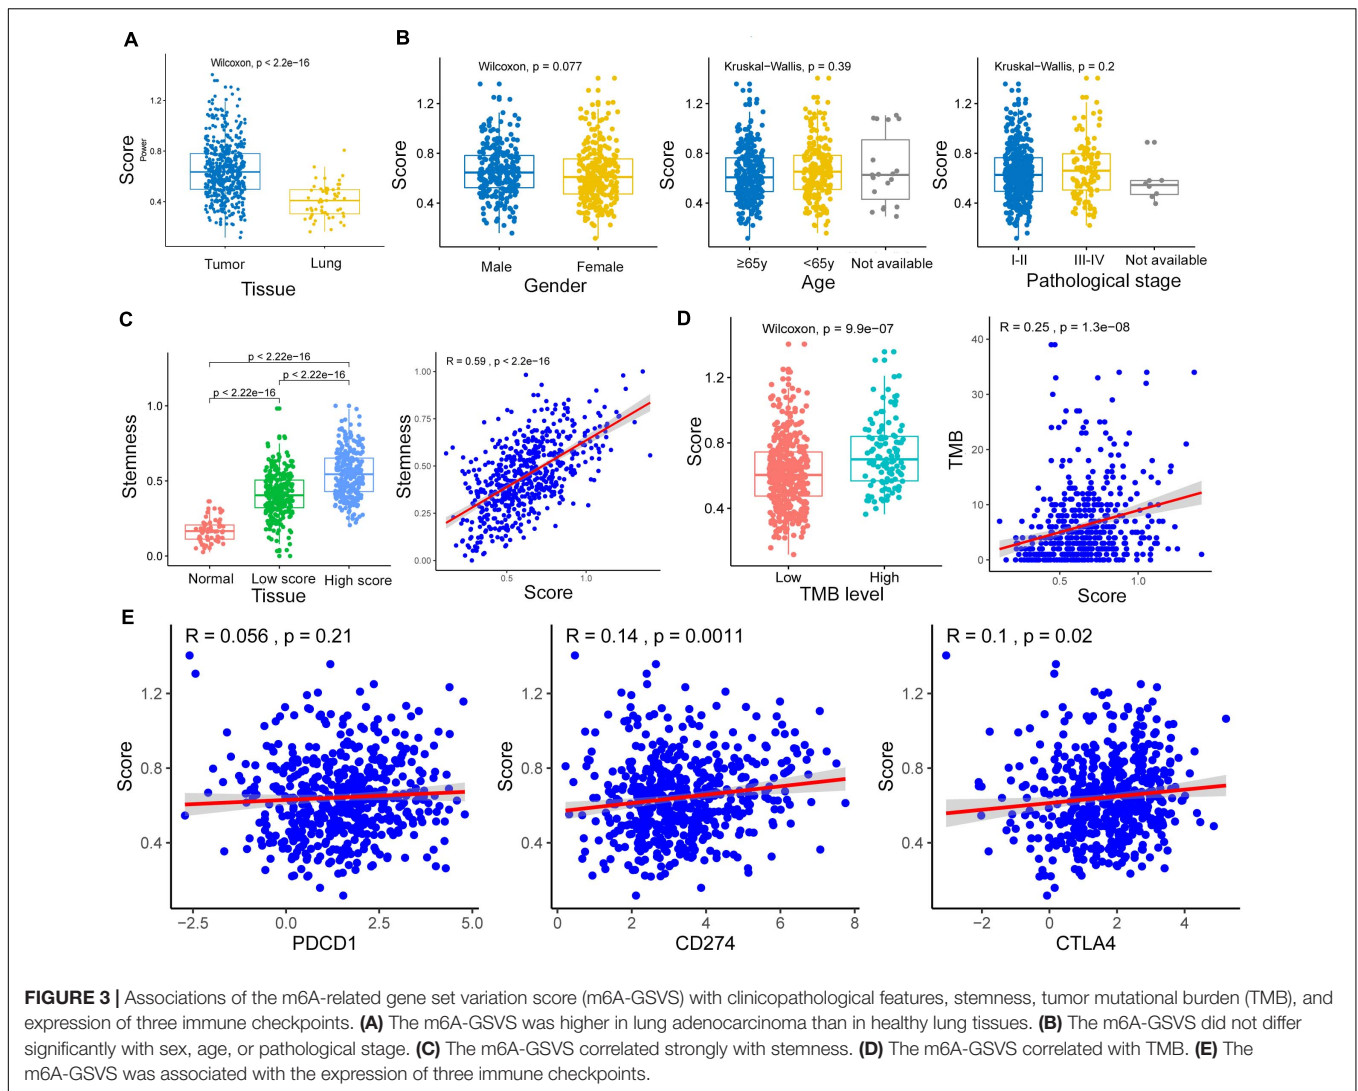 A
Wilcoxon, p < 2.2e−16
1.2
0.8
0.4
Score
Power
Tumor
Lung
Tissue
B
Wilcoxon, p = 0.077
1.2
0.8
0.4
Score
Male
Female
Gender
Kruskal−Wallis, p = 0.39
1.2
0.8
0.4
Score
≥65y
<65y
Not available
Age
Kruskal−Wallis, p = 0.2
1.2
0.8
0.4
Score
I-II
III-IV
Not available
Pathological stage
C
p < 2.22e−16
p < 2.22e−16
p < 2.22e−16
1.0
0.5
0.0
Stemness
Normal
Low score
High score
Tissue
R = 0.59 , p < 2.2e−16
1.00
0.75
0.50
0.25
0.00
Stemness
0.5
1.0
Score
D
Wilcoxon, p = 9.9e−07
1.2
0.8
0.4
Score
Low
High
TMB level
R = 0.25 , p = 1.3e−08
40
30
20
10
0
TMB
0.5
1.0
Score
E
R = 0.056 , p = 0.21
1.2
0.8
0.4
Score
−2.5
0.0
2.5
5.0
PDCD1
R = 0.14 , p = 0.0011
1.2
0.8
0.4
Score
0
2
4
6
8
CD274
R = 0.1 , p = 0.02
1.2
0.8
0.4
Score
−2
0
2
4
CTLA4
FIGURE 3 | Associations of the m6A-related gene set variation score (m6A-GSVS) with clinicopathological features, stemness, tumor mutational burden (TMB), and
expression of three immune checkpoints. (A) The m6A-GSVS was higher in lung adenocarcinoma than in healthy lung tissues. (B) The m6A-GSVS did not differ
significantly with sex, age, or pathological stage. (C) The m6A-GSVS correlated strongly with stemness. (D) The m6A-GSVS correlated with TMB. (E) The
m6A-GSVS was associated with the expression of three immune checkpoints.